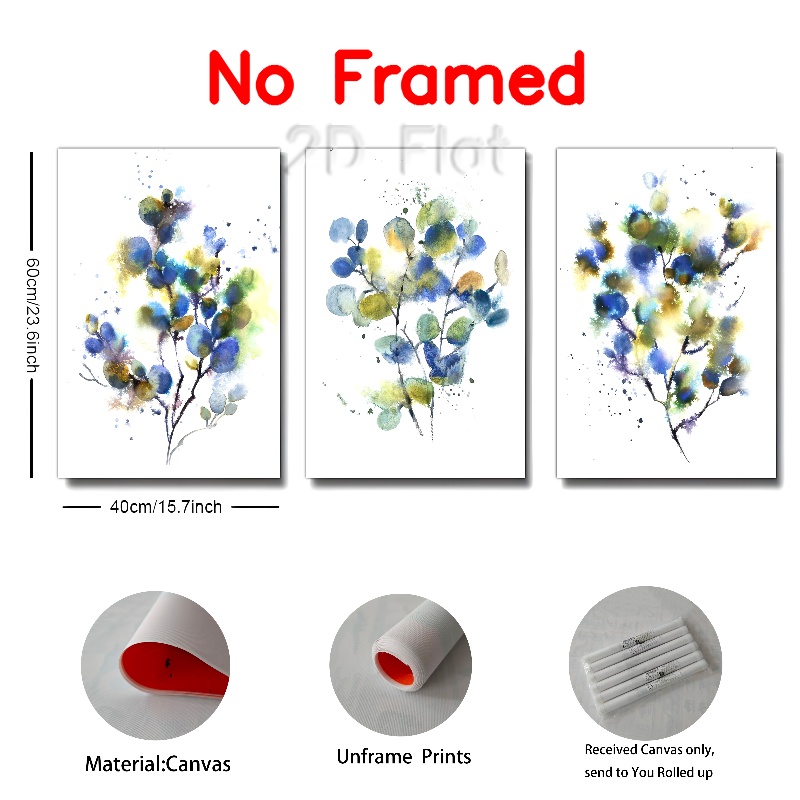 No Framed
2D Flat
60cm/23.6inch
40cm/15.7inch
Material:Canvas
Unframe Prints
Received Canvas only,
send to You Rolled up